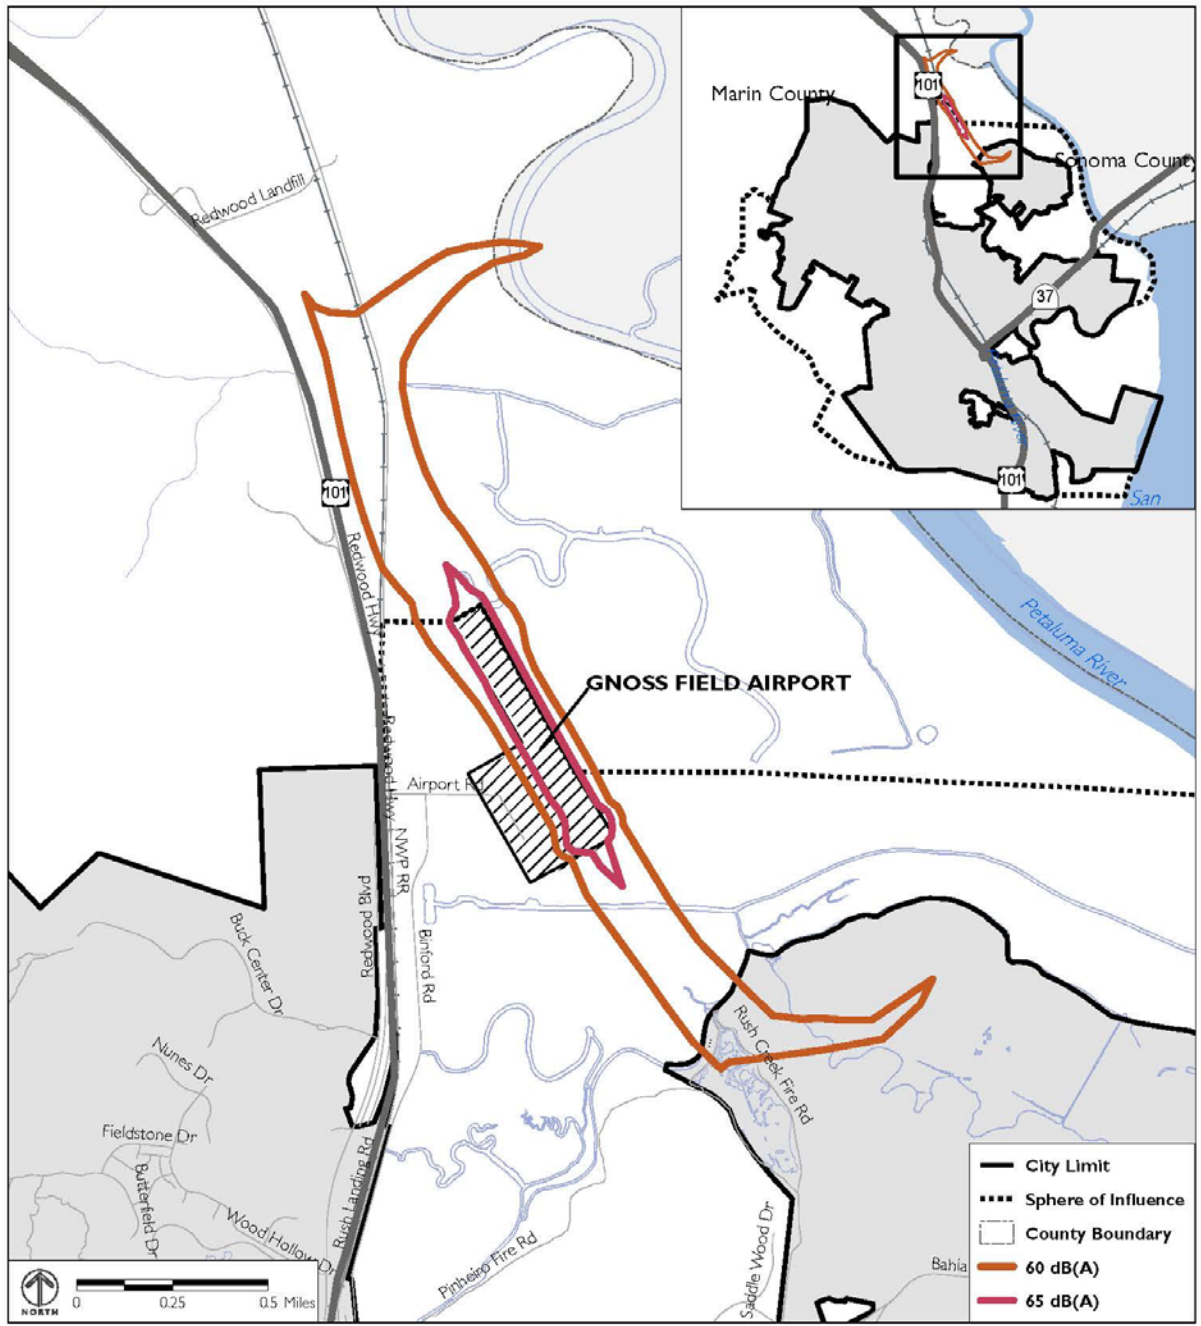 Marin County
101
Sonoma County
37
101
San
Redwood Landfill
101
Redwood Hwy
Petaluma River
GNOSS FIELD AIRPORT
Redwood Hwy
Airport Rd
NWP RR
Redwood Blvd
Binford Rd
Buck Center Dr
Rush Creek Fire Rd
Nunes Dr
Fieldstone Dr
Butterfield Dr
Wood Hollow Dr
Rush Landing Rd
Pinheiro Fire Rd
Saddle Wood Dr
Bahia
City Limit
Sphere of Influence
County Boundary
60 dB(A)
65 dB(A)
NORTH
0 0.25 0.5 Miles